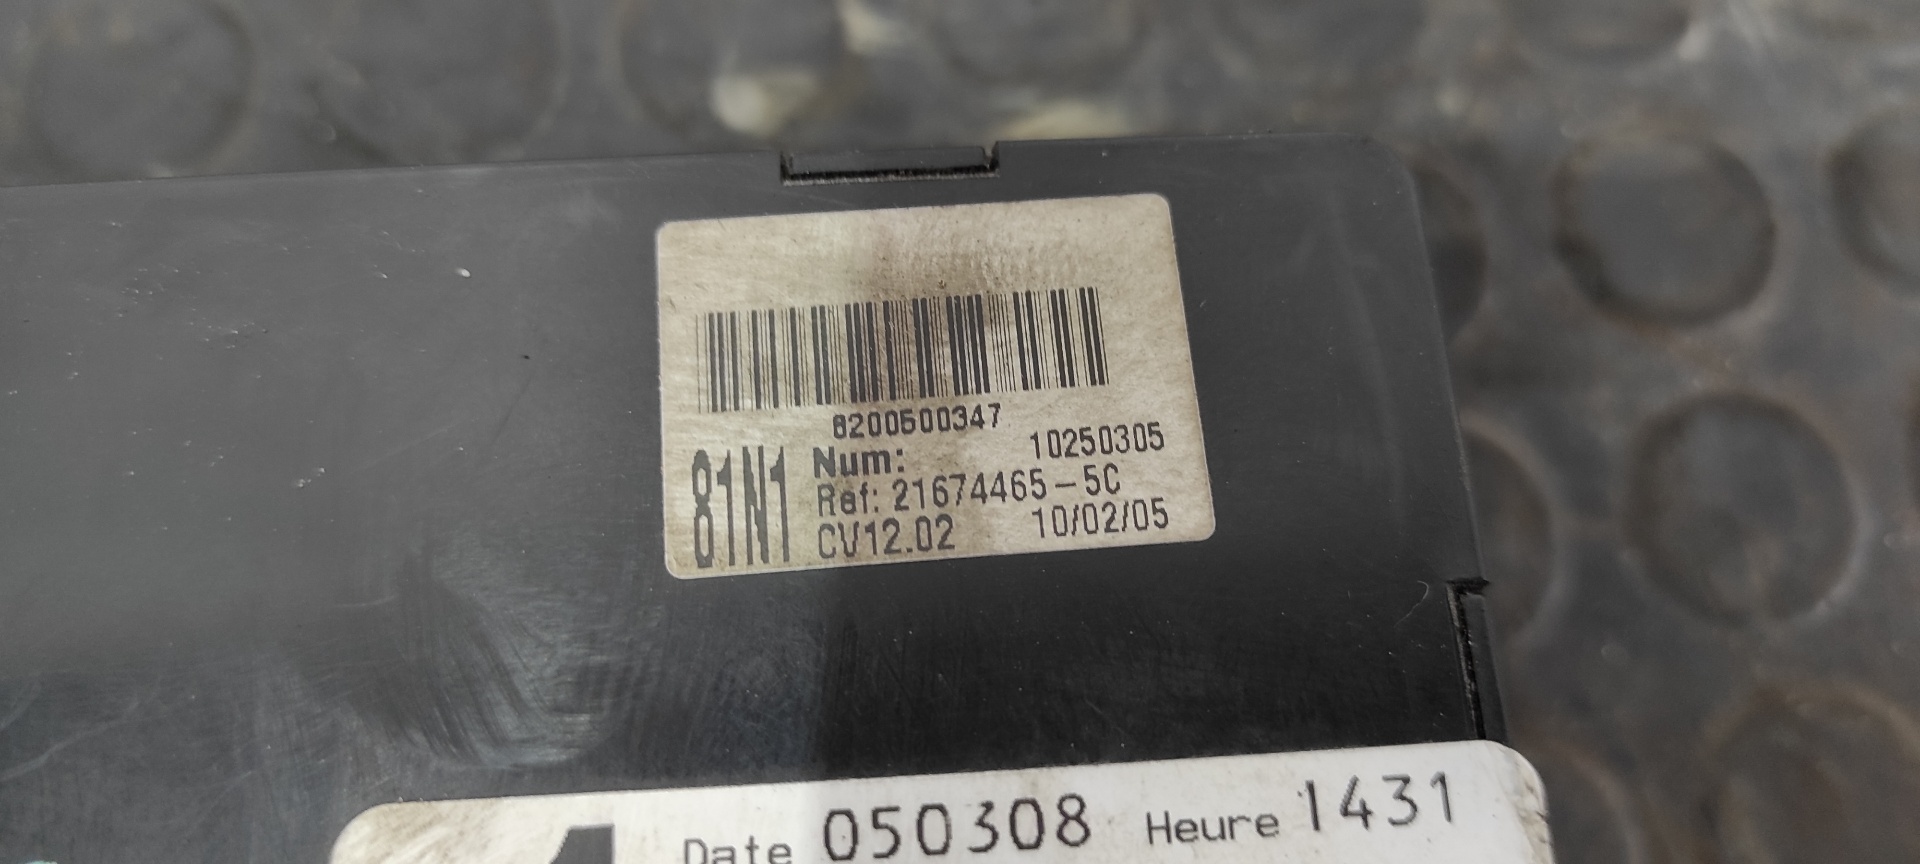 8200500347
81N1
Num: 10250305
Ref: 21674465-5C
CV12.02 10/02/05
Date 050308 Heure 1431